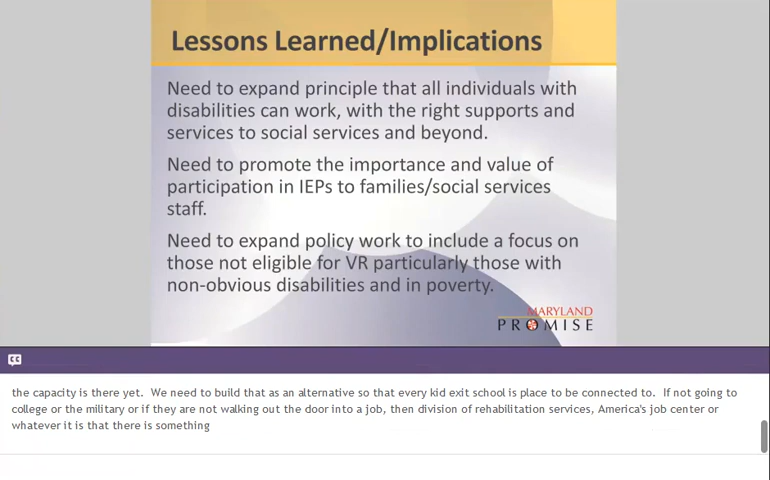 Lessons Learned/Implications
Need to expand principle that all individuals with
disabilities can work, with the right supports and
services to social services and beyond.
Need to promote the importance and value of
participation in IEPs to families/social services
staff.
Need to expand policy work to include a focus on
those not eligible for VR particularly those with
non-obvious disabilities and in poverty.
MARYLAND
PROMISE
CC
the capacity is there yet.  We need to build that as an alternative so that every kid exit school is place to be connected to.  If not going to
college or the military or if they are not walking out the door into a job, then division of rehabilitation services, America's job center or
whatever it is that there is something